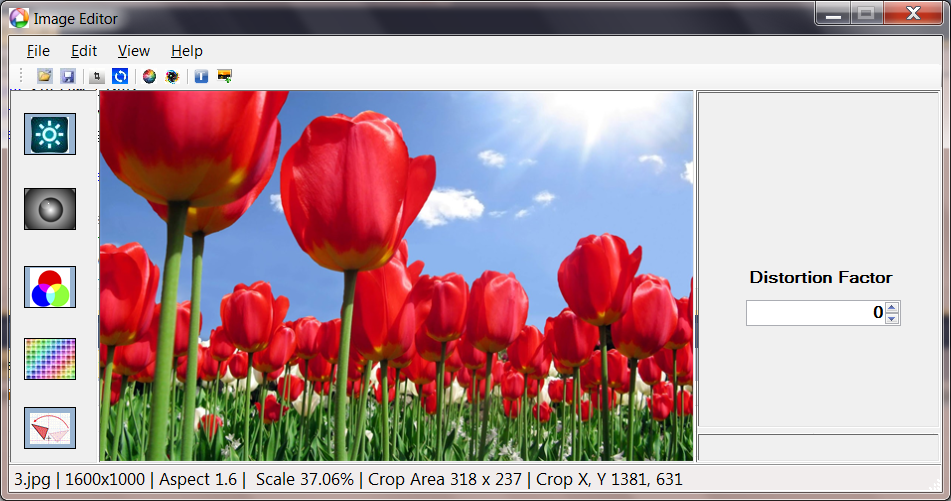 Image Editor
File Edit View Help
Distortion Factor
0
3.jpg | 1600x1000 | Aspect 1.6 | Scale 37.06% | Crop Area 318 x 237 | Crop X, Y 1381, 631